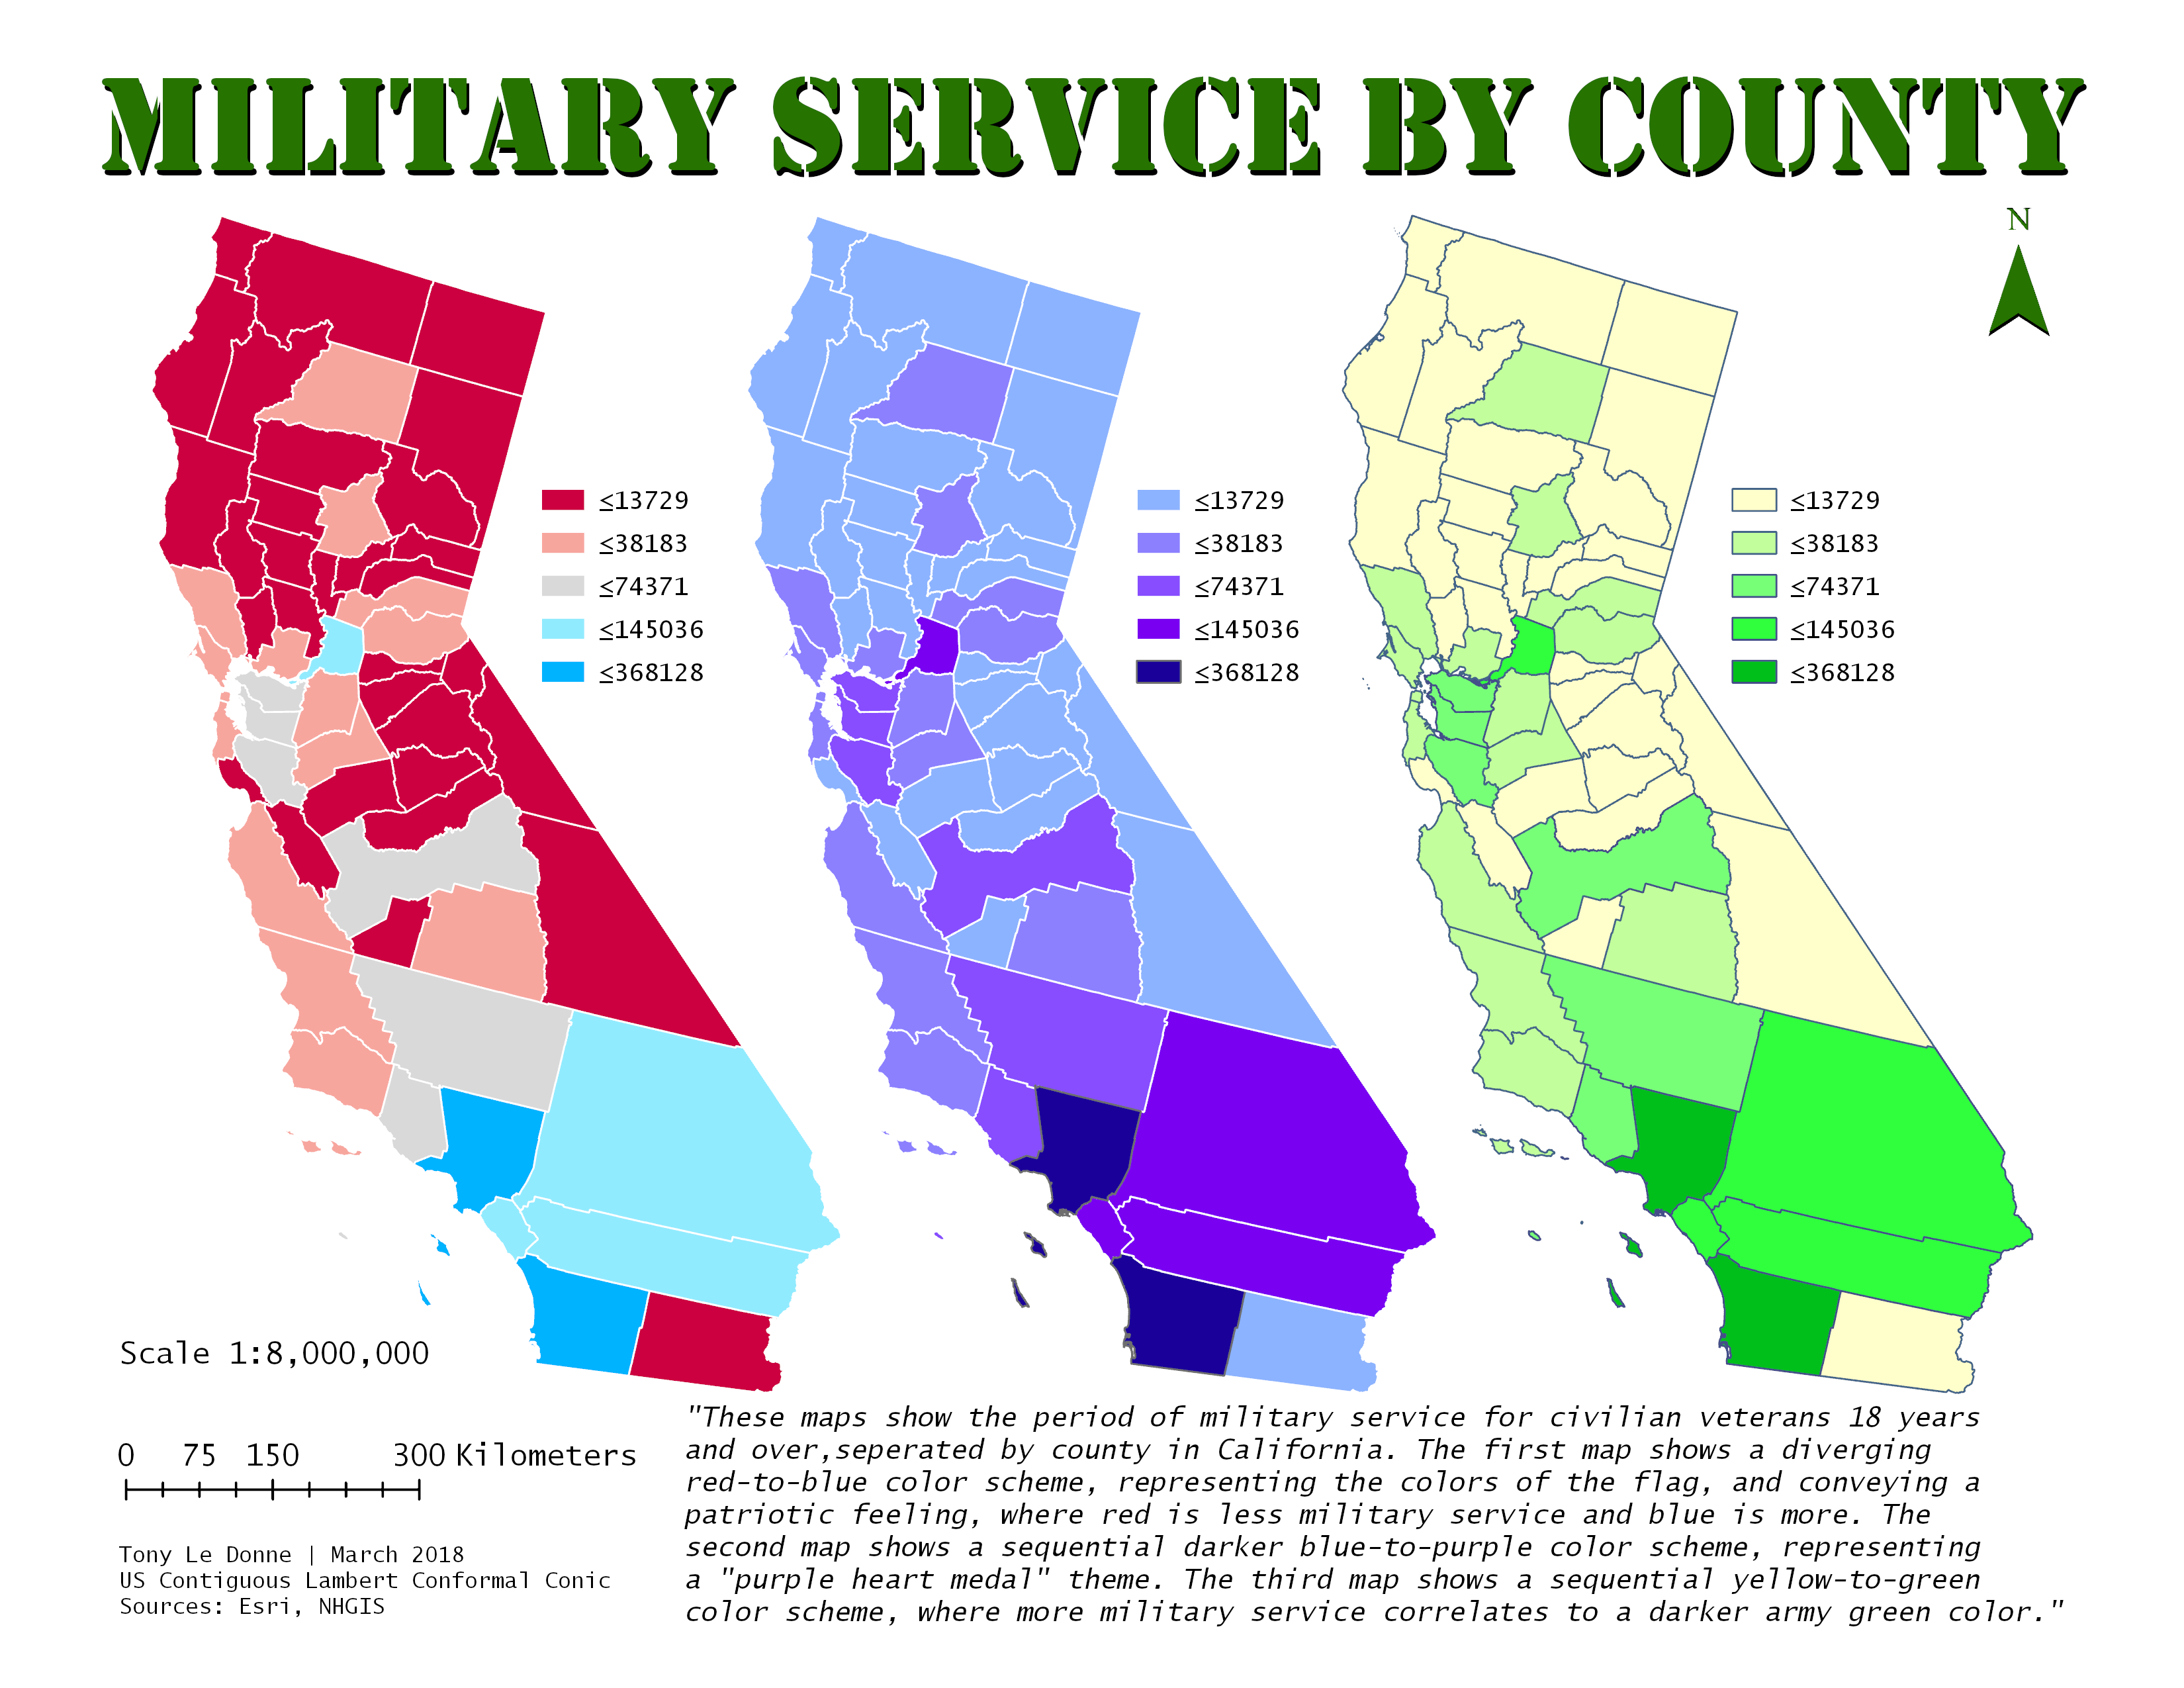 MILITARY SERVICE BY COUNTY
N
≤13729
≤38183
≤74371
≤145036
≤368128
≤13729
≤38183
≤74371
≤145036
≤368128
≤13729
≤38183
≤74371
≤145036
≤368128
Scale 1:8,000,000
0 75 150 300 Kilometers
Tony Le Donne | March 2018
US Contiguous Lambert Conformal Conic
Sources: Esri, NHGIS
"These maps show the period of military service for civilian veterans 18 years
and over,seperated by county in California. The first map shows a diverging
red-to-blue color scheme, representing the colors of the flag, and conveying a
patriotic feeling, where red is less military service and blue is more. The
second map shows a sequential darker blue-to-purple color scheme, representing
a "purple heart medal" theme. The third map shows a sequential yellow-to-green
color scheme, where more military service correlates to a darker army green color."